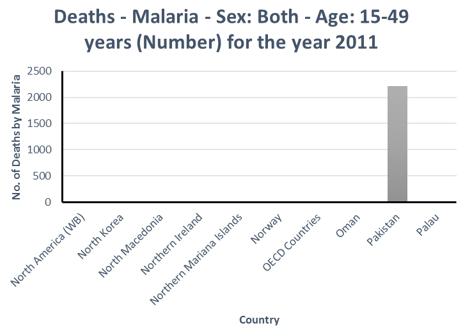 Deaths - Malaria - Sex: Both - Age: 15-49
years (Number) for the year 2011
No. of Deaths by Malaria
2500
2000
1500
1000
500
0
North America (WB)
North Korea
North Macedonia
Northern Ireland
Northern Mariana Islands
Norway
OECD Countries
Oman
Pakistan
Palau
Country